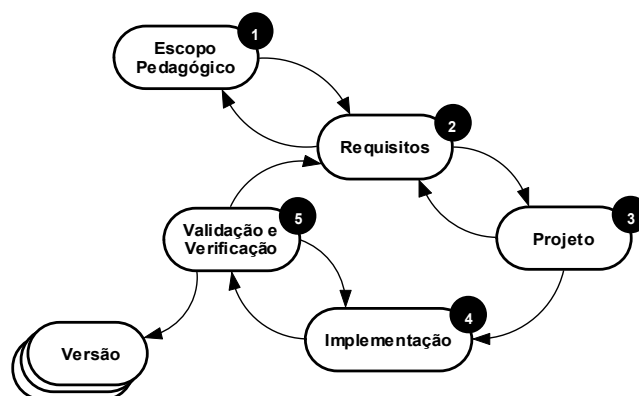 1
Escopo
Pedagógico
2
Requisitos
3
Projeto
5
Validação e
Verificação
4
Implementação
Versão